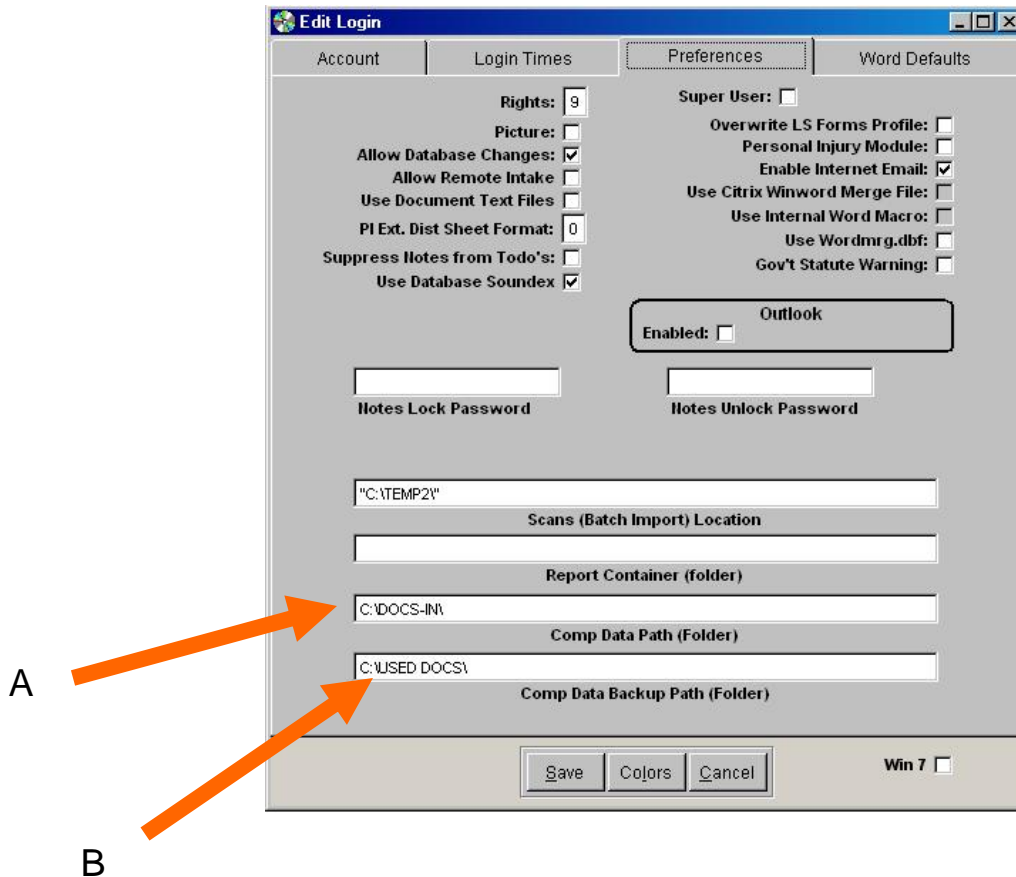 Edit Login
Account Login Times Preferences Word Defaults
Rights: 9 Super User:
Picture: Overwrite LS Forms Profile:
Allow Database Changes: Personal Injury Module:
Allow Remote Intake Enable Internet Email:
Use Document Text Files Use Citrix Winword Merge File:
PI Ext. Dist Sheet Format: 0 Use Internal Word Macro:
Suppress Notes from Todo's: Use Wordmrg.dbf:
Use Database Soundex Gov't Statute Warning:
Outlook
Enabled:
Notes Lock Password Notes Unlock Password
"C:\TEMP2\"
Scans (Batch Import) Location
Report Container (folder)
C:\DOCS-IN\
Comp Data Path (Folder)
A
C:\USED DOCS\
Comp Data Backup Path (Folder)
Save Colors Cancel Win 7
B